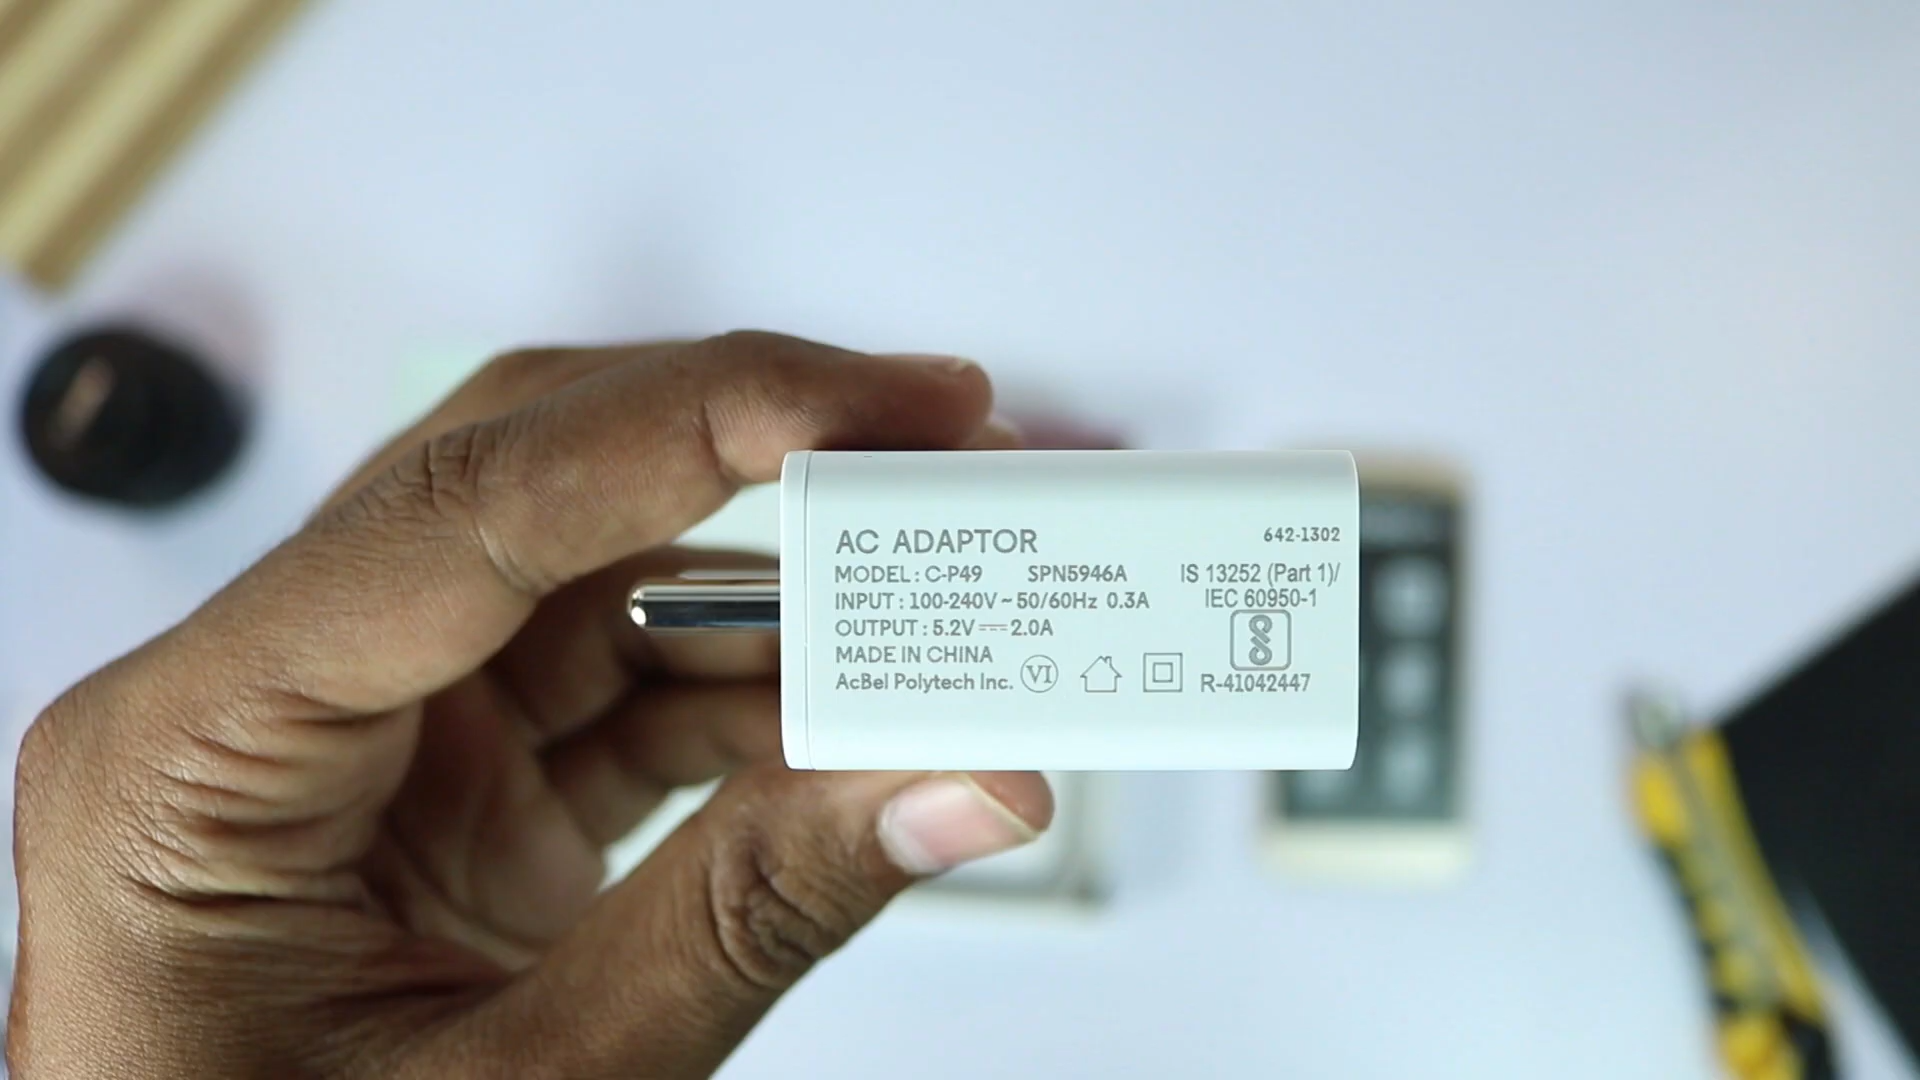 AC ADAPTOR 642-1302
MODEL : C-P49 SPN5946A IS 13252 (Part 1)/
INPUT : 100-240V ~ 50/60Hz 0.3A IEC 60950-1
OUTPUT : 5.2V ⎓ 2.0A
MADE IN CHINA
AcBel Polytech Inc. VI R-41042447